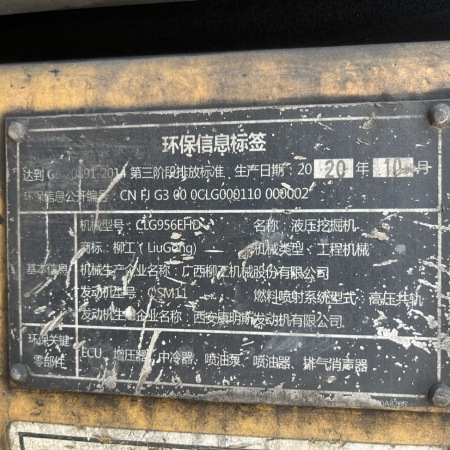 环保信息标签
达到 GB 20891-2014 第三阶段排放标准 生产日期：2020年10月
环保信息公开编号：CN FJ G3 00 0CLG000110 000002
机械型号：CLG956EHD 名称：液压挖掘机
商标：柳工（LiuGong） 机械类型：工程机械
基本信息 机械生产企业名称：广西柳工机械股份有限公司
发动机型号：QSM11 燃料喷射系统型式：高压共轨
发动机生产企业名称：西安康明斯发动机有限公司
环保关键零部件 ECU、增压器、中冷器、喷油泵、喷油器、排气消声器